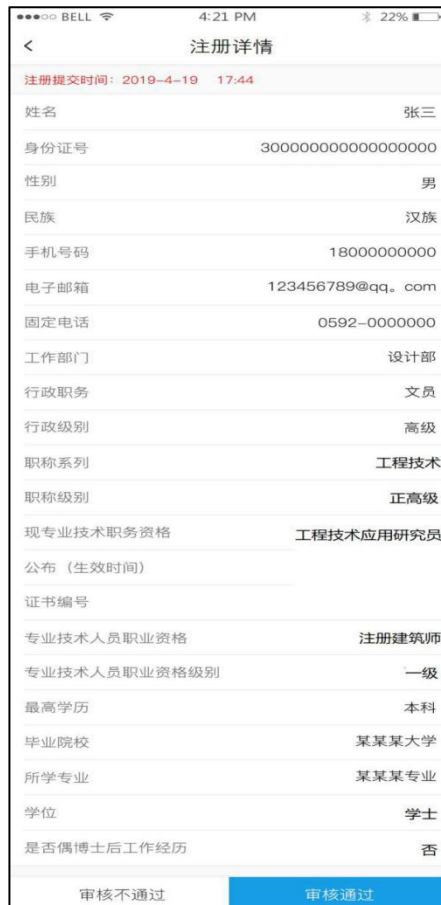 BELL 4:21 PM 22%
< 注册详情
注册提交时间：2019-4-19 17:44
姓名 张三
身份证号 300000000000000000
性别 男
民族 汉族
手机号码 18000000000
电子邮箱 123456789@qq。com
固定电话 0592-0000000
工作部门 设计部
行政职务 文员
行政级别 高级
职称系列 工程技术
职称级别 正高级
现专业技术职务资格 工程技术应用研究员
公布（生效时间）
证书编号
专业技术人员职业资格 注册建筑师
专业技术人员职业资格级别 一级
最高学历 本科
毕业院校 某某某大学
所学专业 某某某专业
学位 学士
是否偶博士后工作经历 否
审核不通过 审核通过